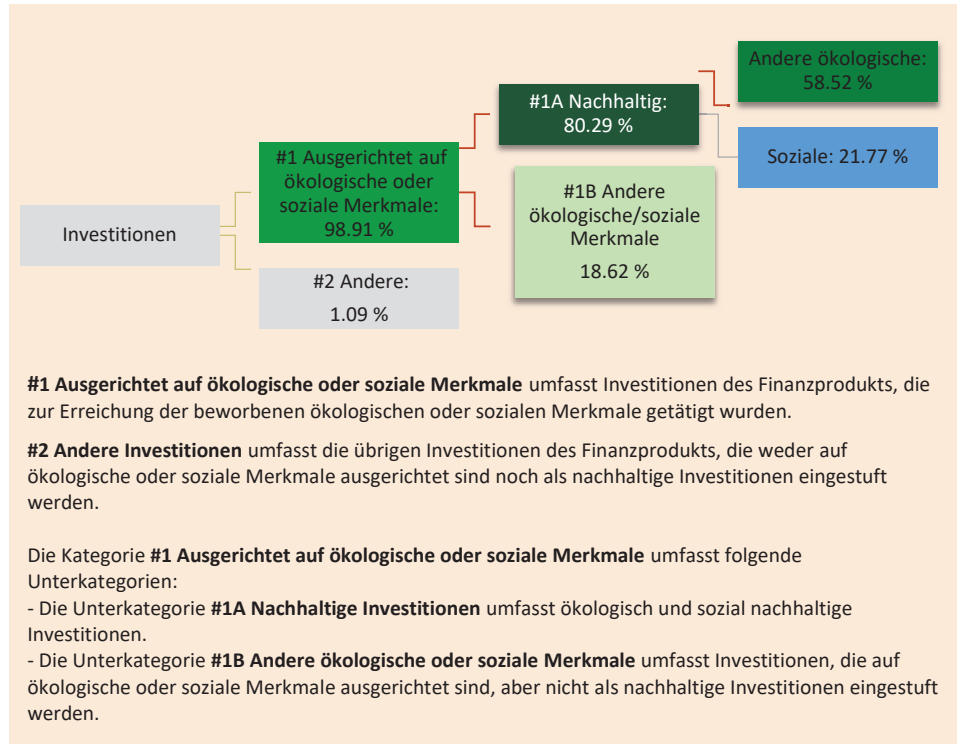 Investitionen
#1 Ausgerichtet auf
ökologische oder
soziale Merkmale:
98.91 %
#2 Andere:
1.09 %
#1A Nachhaltig:
80.29 %
#1B Andere
ökologische/soziale
Merkmale
18.62 %
Andere ökologische:
58.52 %
Soziale: 21.77 %
#1 Ausgerichtet auf ökologische oder soziale Merkmale umfasst Investitionen des Finanzprodukts, die
zur Erreichung der beworbenen ökologischen oder sozialen Merkmale getätigt wurden.
#2 Andere Investitionen umfasst die übrigen Investitionen des Finanzprodukts, die weder auf
ökologische oder soziale Merkmale ausgerichtet sind noch als nachhaltige Investitionen eingestuft
werden.
Die Kategorie #1 Ausgerichtet auf ökologische oder soziale Merkmale umfasst folgende
Unterkategorien:
- Die Unterkategorie #1A Nachhaltige Investitionen umfasst ökologisch und sozial nachhaltige
Investitionen.
- Die Unterkategorie #1B Andere ökologische oder soziale Merkmale umfasst Investitionen, die auf
ökologische oder soziale Merkmale ausgerichtet sind, aber nicht als nachhaltige Investitionen eingestuft
werden.